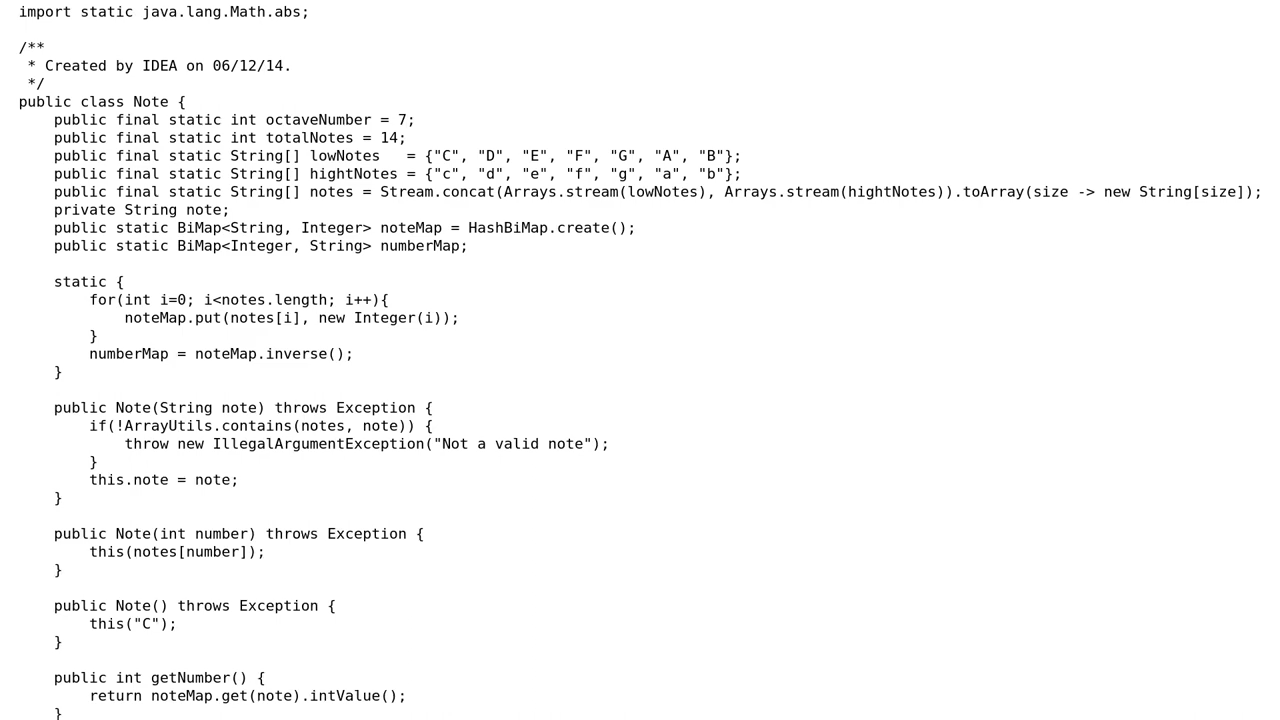 import static java.lang.Math.abs;

/**
 * Created by IDEA on 06/12/14.
 */
public class Note {
    public final static int octaveNumber = 7;
    public final static int totalNotes = 14;
    public final static String[] lowNotes   = {"C", "D", "E", "F", "G", "A", "B"};
    public final static String[] hightNotes = {"c", "d", "e", "f", "g", "a", "b"};
    public final static String[] notes = Stream.concat(Arrays.stream(lowNotes), Arrays.stream(hightNotes)).toArray(size -> new String[size]);
    private String note;
    public static BiMap<String, Integer> noteMap = HashBiMap.create();
    public static BiMap<Integer, String> numberMap;

    static {
        for(int i=0; i<notes.length; i++){
            noteMap.put(notes[i], new Integer(i));
        }
        numberMap = noteMap.inverse();
    }

    public Note(String note) throws Exception {
        if(!ArrayUtils.contains(notes, note)) {
            throw new IllegalArgumentException("Not a valid note");
        }
        this.note = note;
    }

    public Note(int number) throws Exception {
        this(notes[number]);
    }

    public Note() throws Exception {
        this("C");
    }

    public int getNumber() {
        return noteMap.get(note).intValue();
    }